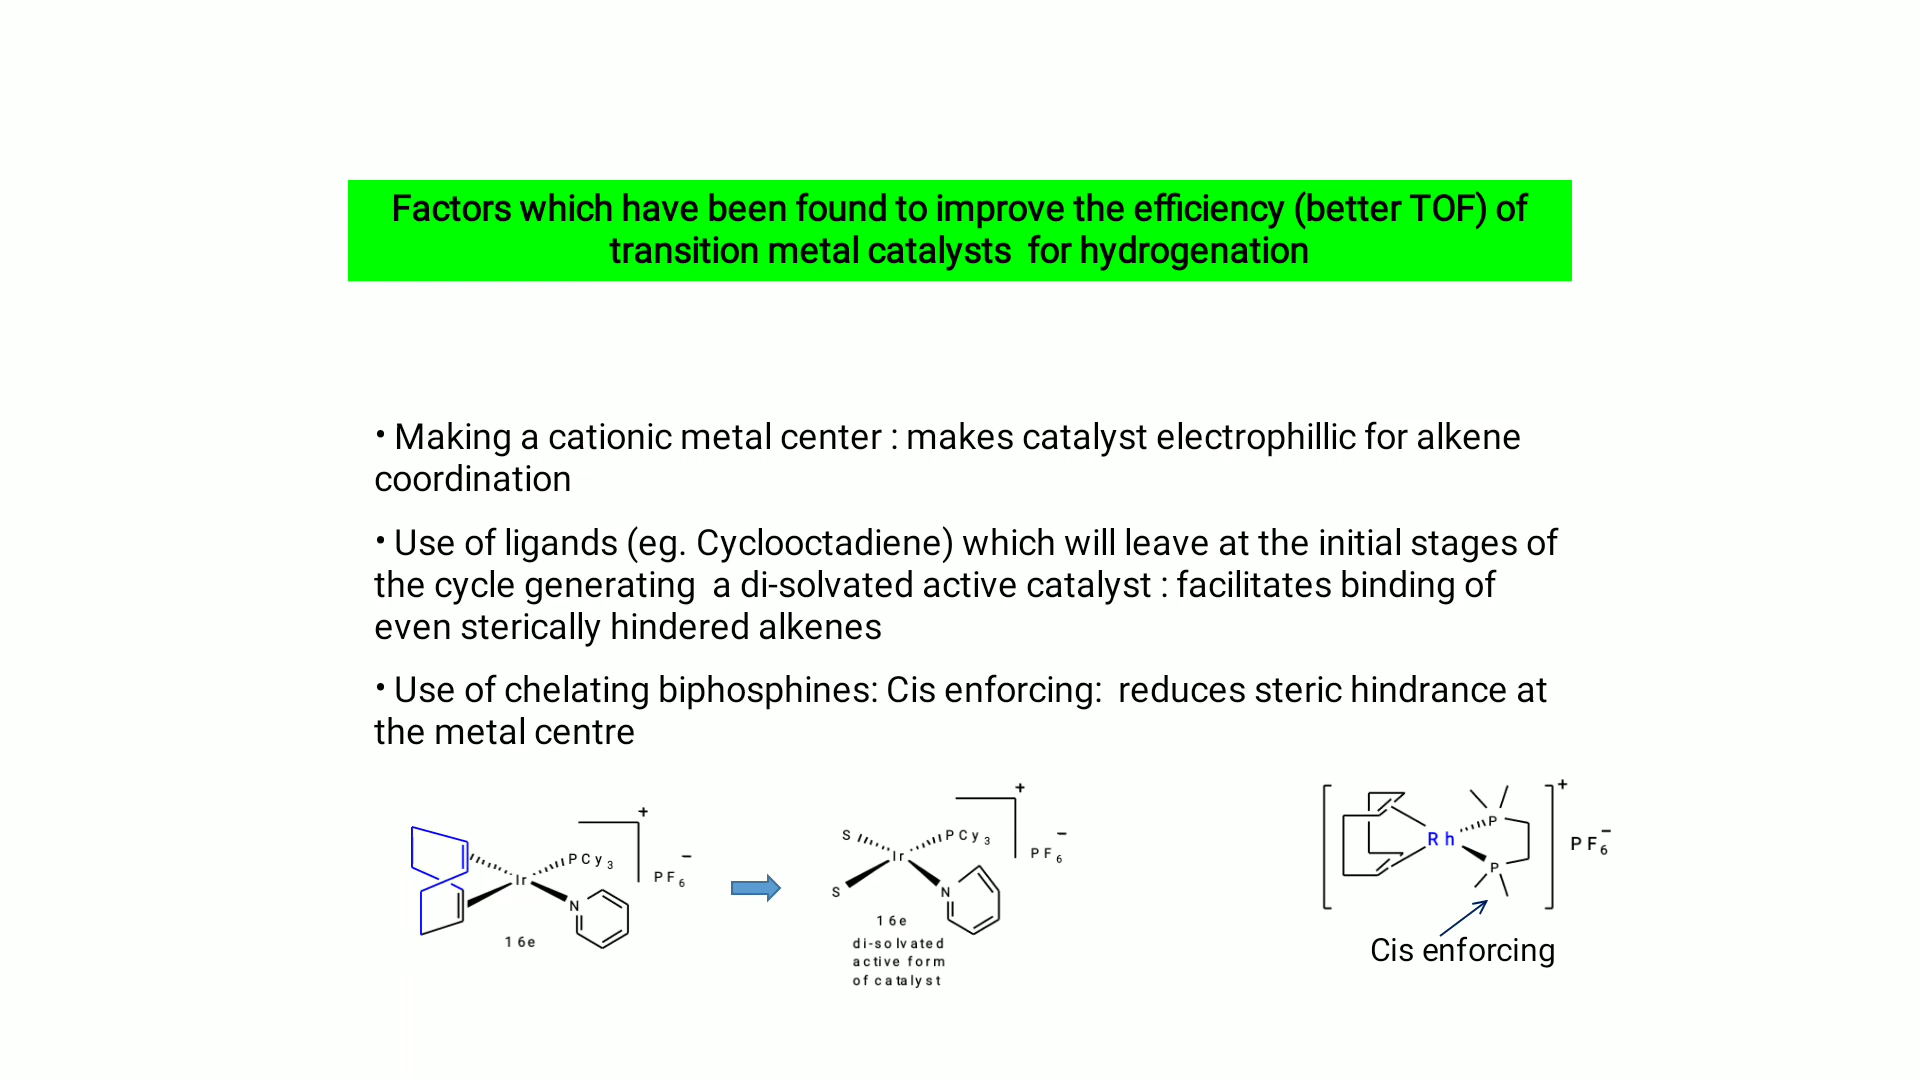 Factors which have been found to improve the efficiency (better TOF) of
transition metal catalysts for hydrogenation
• Making a cationic metal center : makes catalyst electrophillic for alkene
coordination
• Use of ligands (eg. Cyclooctadiene) which will leave at the initial stages of
the cycle generating a di-solvated active catalyst : facilitates binding of
even sterically hindered alkenes
• Use of chelating biphosphines: Cis enforcing: reduces steric hindrance at
the metal centre
+
PCy3
Ir
PF6−
N
16e
+
S
PCy3
Ir
PF6−
S
N
16e
di-solvated
active form
of catalyst
+
P
Rh
PF6−
P
Cis enforcing